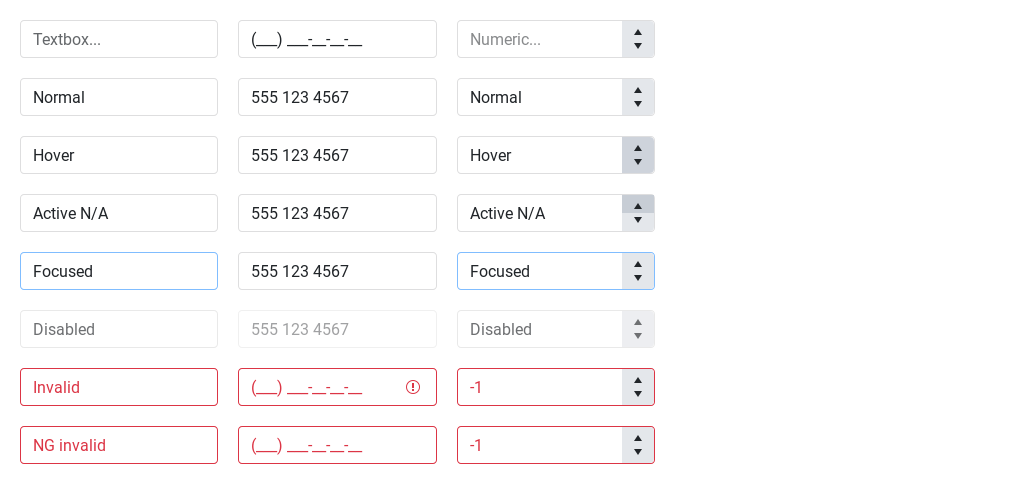 Textbox... (___) ___-__-__-__ Numeric...
Normal 555 123 4567 Normal
Hover 555 123 4567 Hover
Active N/A 555 123 4567 Active N/A
Focused 555 123 4567 Focused
Disabled 555 123 4567 Disabled
Invalid (___) ___-__-__-__ -1
NG invalid (___) ___-__-__-__ -1